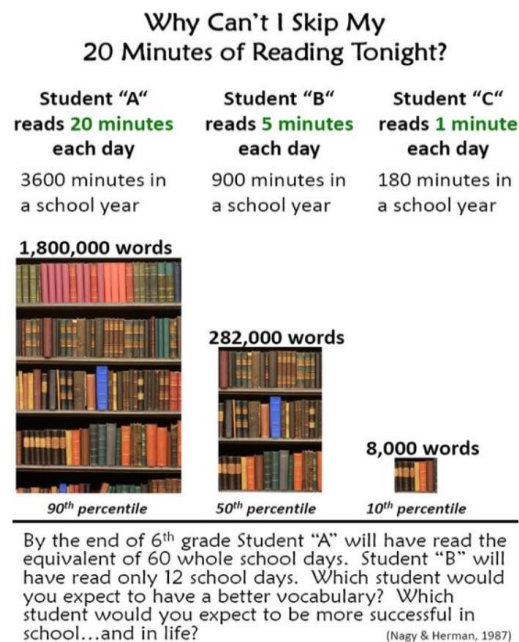 Why Can't I Skip My
20 Minutes of Reading Tonight?
Student “A“
reads 20 minutes
each day
3600 minutes in
a school year
1,800,000 words
90th percentile
Student “B“
reads 5 minutes
each day
900 minutes in
a school year
282,000 words
50th percentile
Student “C“
reads 1 minute
each day
180 minutes in
a school year
8,000 words
10th percentile
By the end of 6th grade Student “A” will have read the
equivalent of 60 whole school days.  Student “B” will
have read only 12 school days.  Which student would
you expect to have a better vocabulary?  Which
student would you expect to be more successful in
school...and in life?
(Nagy & Herman, 1987)